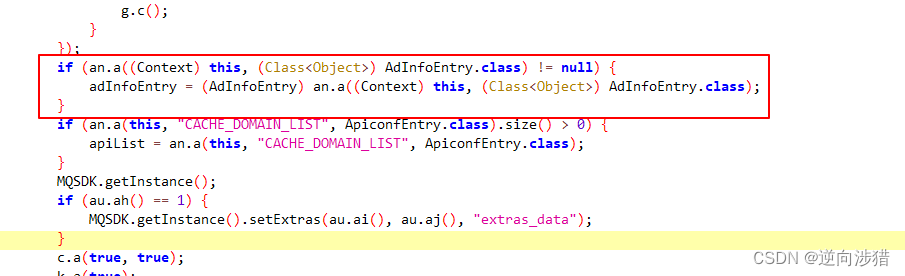 g.c();
}
});
if (an.a((Context) this, (Class<Object>) AdInfoEntry.class) != null) {
adInfoEntry = (AdInfoEntry) an.a((Context) this, (Class<Object>) AdInfoEntry.class);
}
if (an.a(this, "CACHE_DOMAIN_LIST", ApiconfEntry.class).size() > 0) {
apiList = an.a(this, "CACHE_DOMAIN_LIST", ApiconfEntry.class);
}
MQSDK.getInstance();
if (au.ah() == 1) {
MQSDK.getInstance().setExtras(au.ai(), au.aj(), "extras_data");
}
c.a(true, true);
k.a(true);
CSDN @逆向涉猎